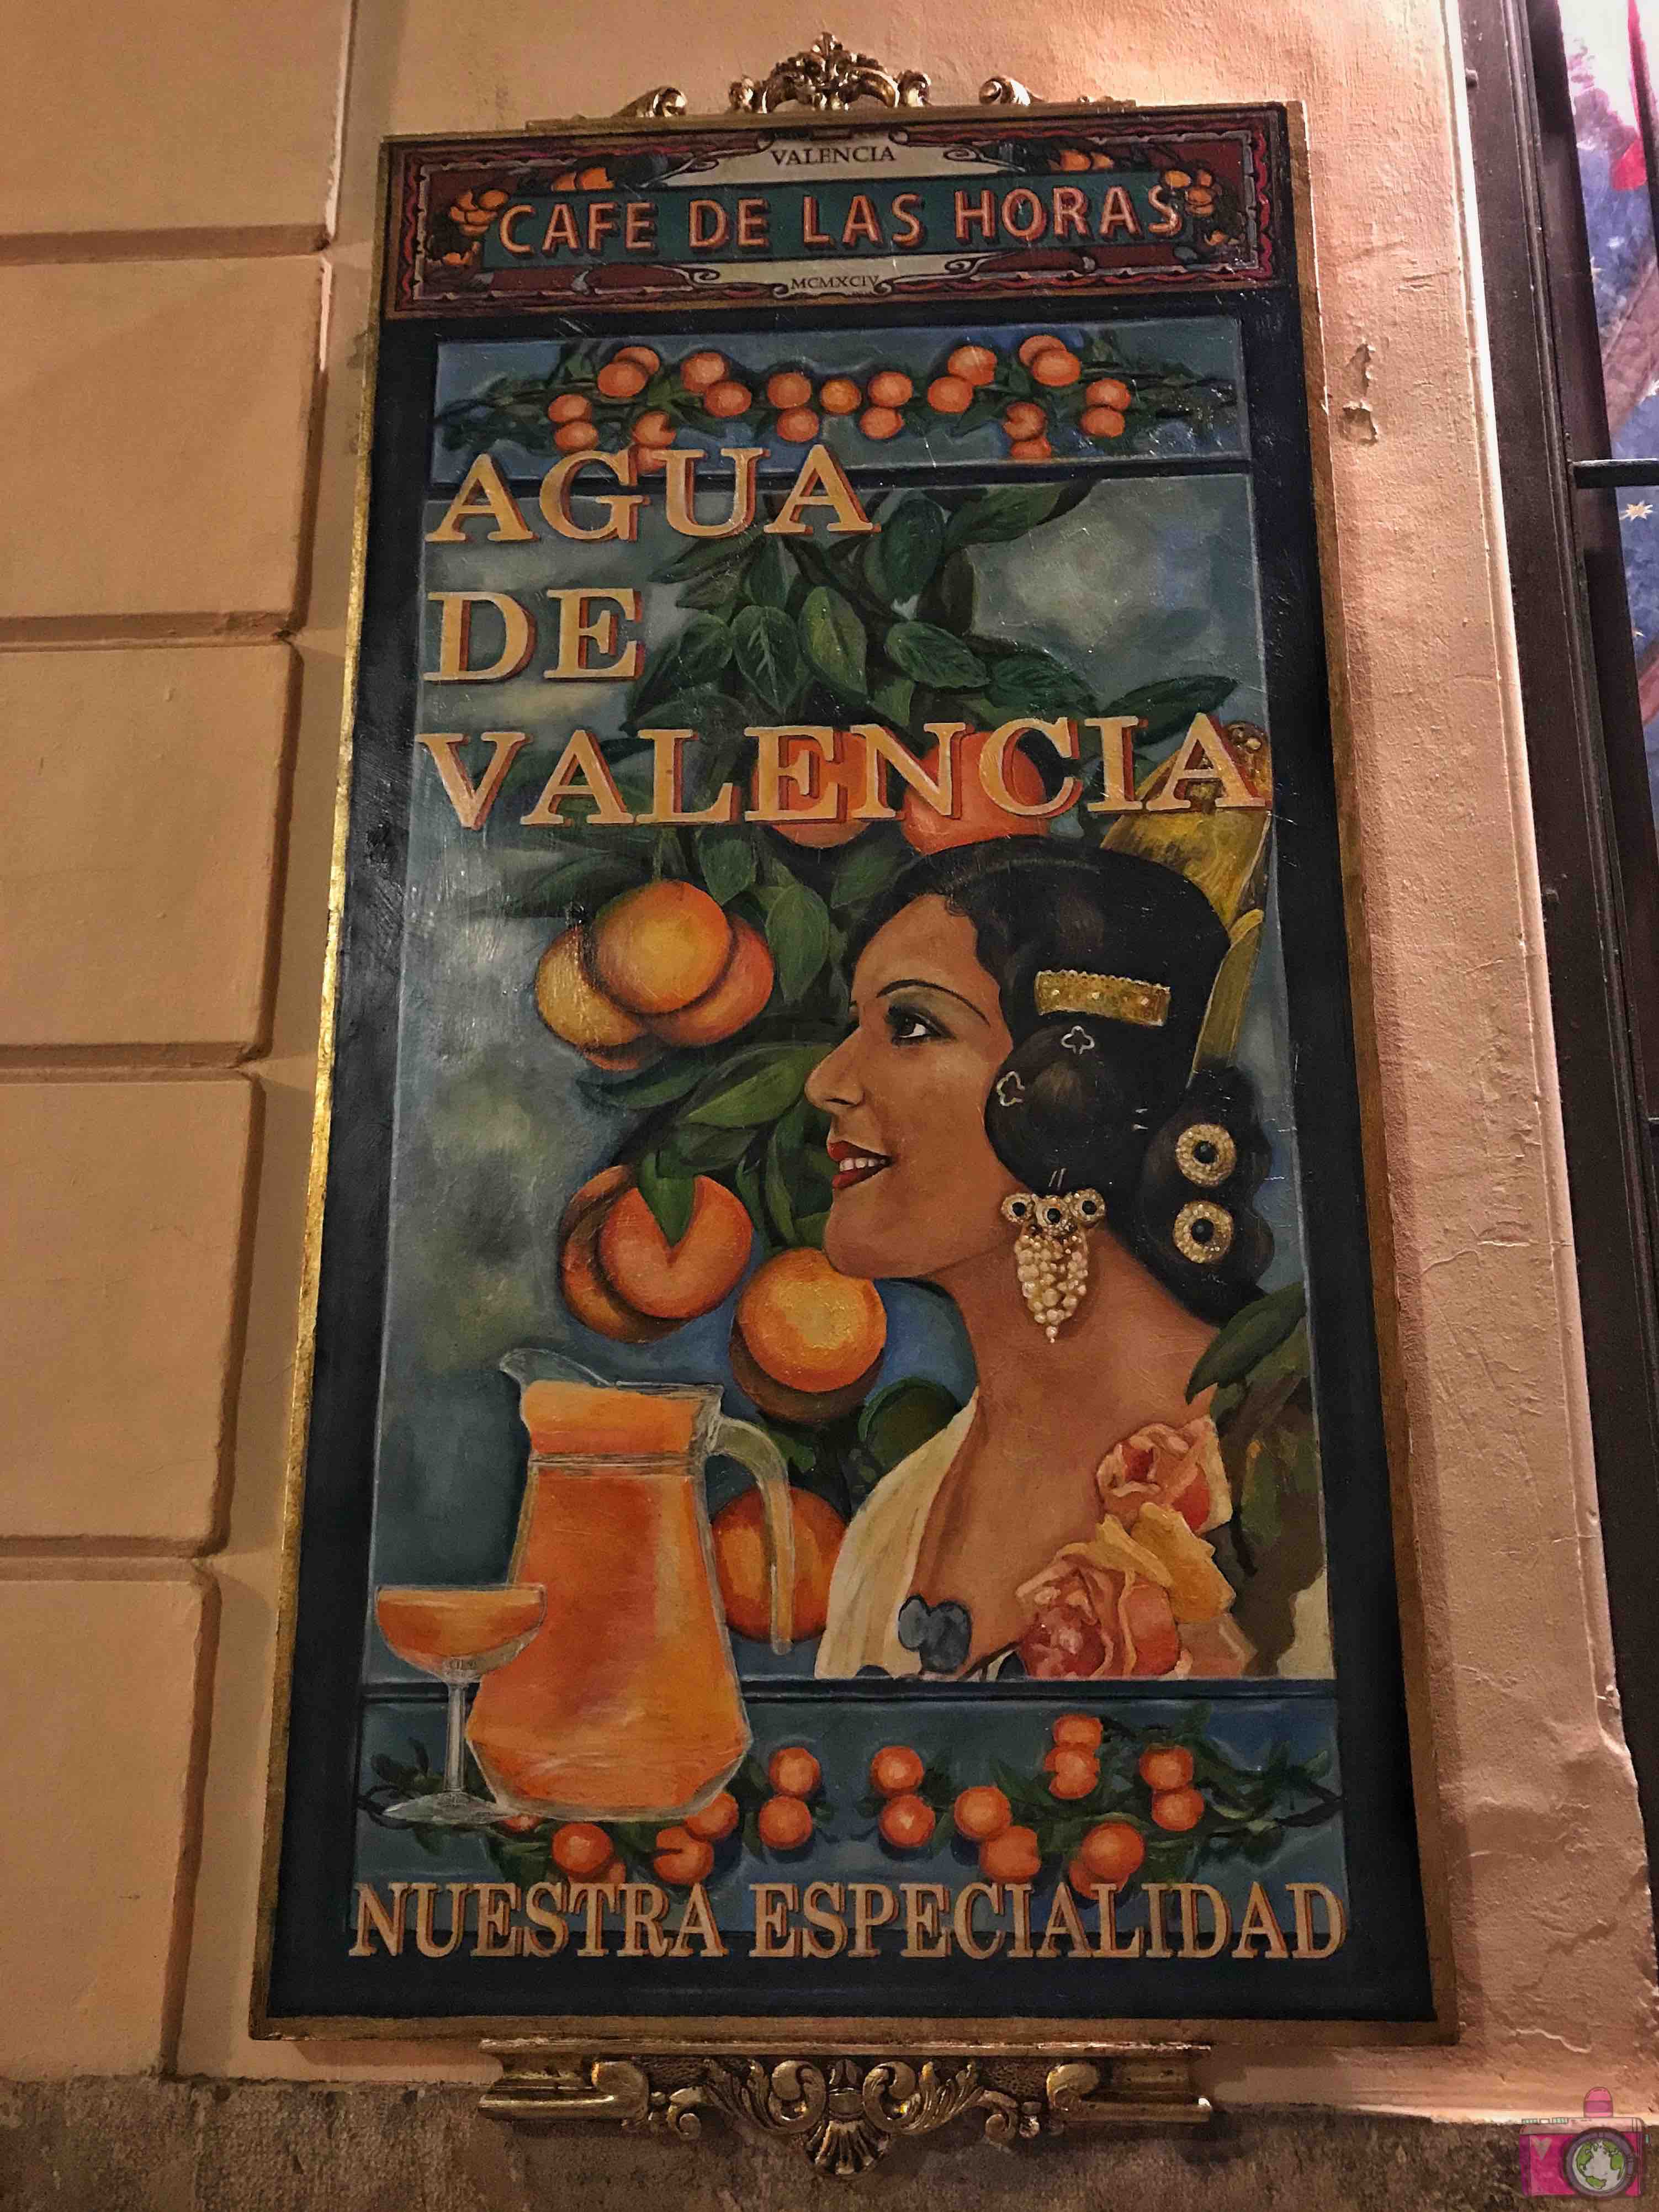 VALENCIA
CAFE DE LAS HORAS
MCMXCIV
AGUA
DE
VALENCIA
NUESTRA ESPECIALIDAD